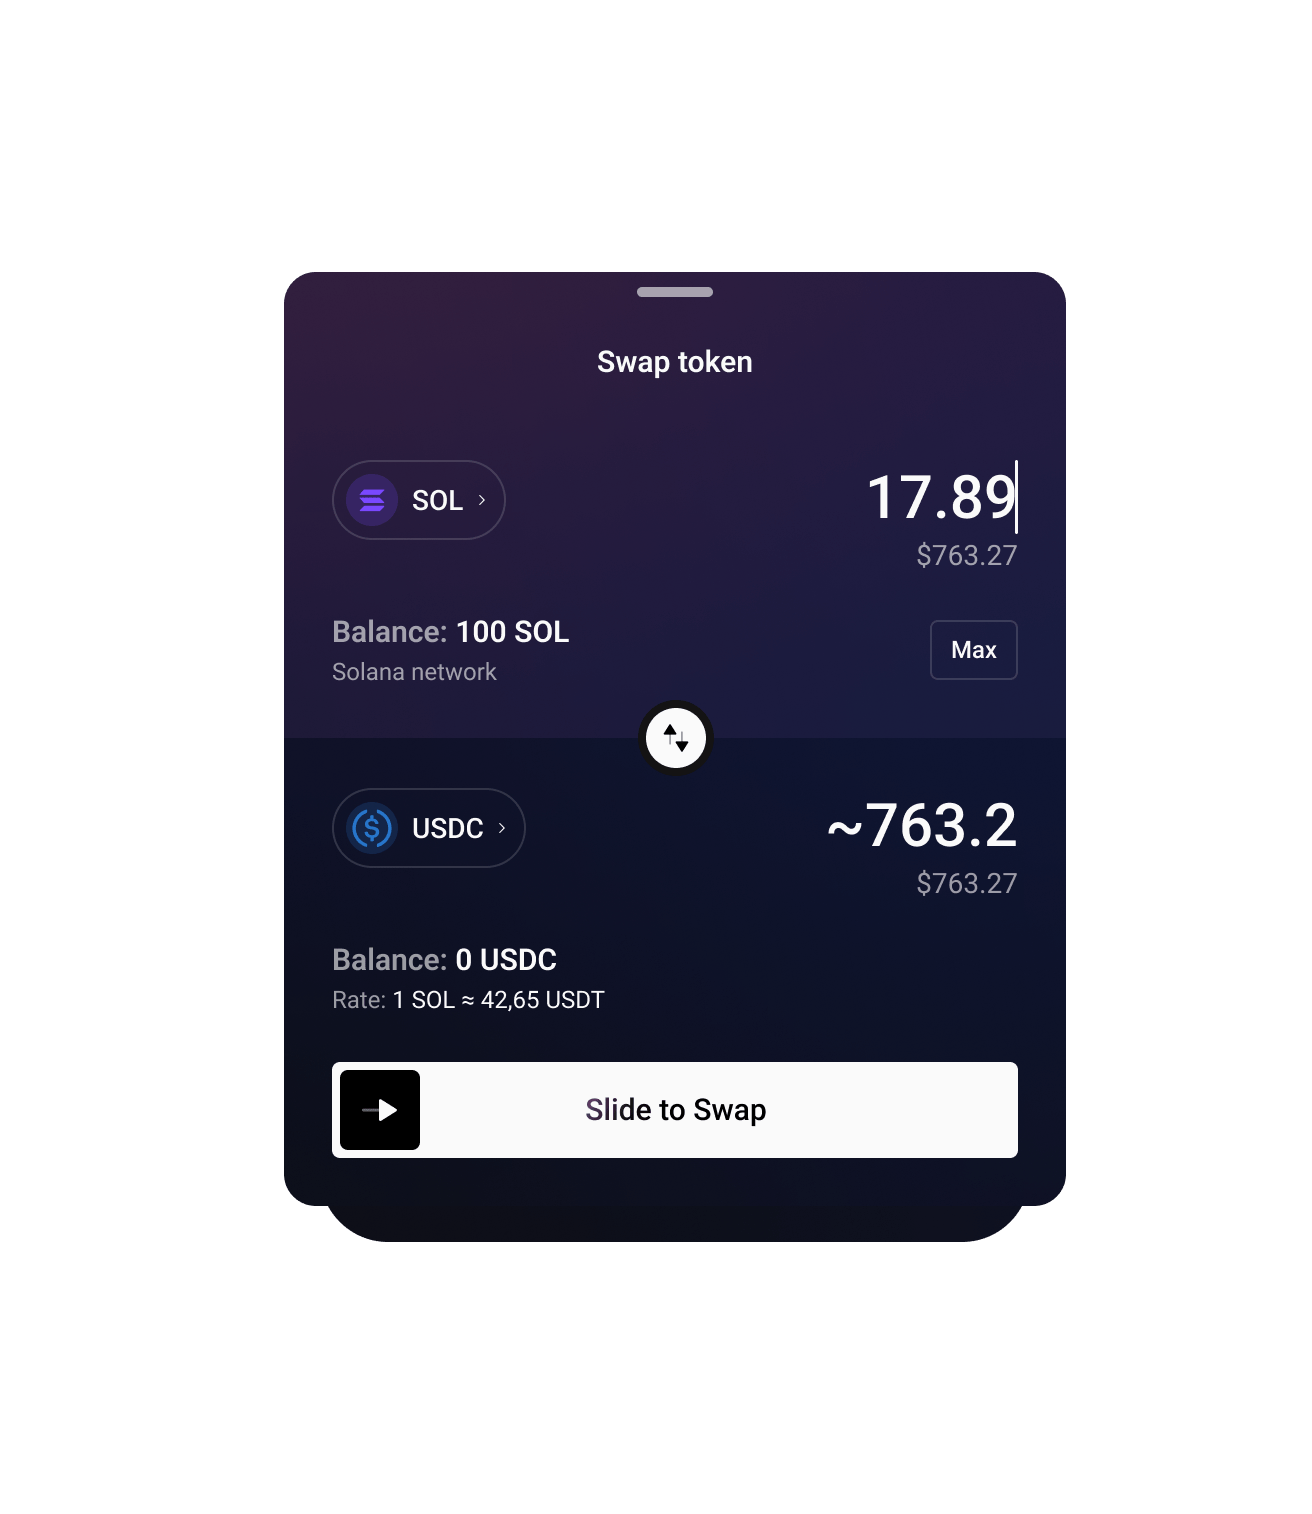 Swap token
SOL
17.89
$763.27
Balance: 100 SOL
Solana network
Max
USDC
~763.2
$763.27
Balance: 0 USDC
Rate: 1 SOL ≈ 42,65 USDT
Slide to Swap